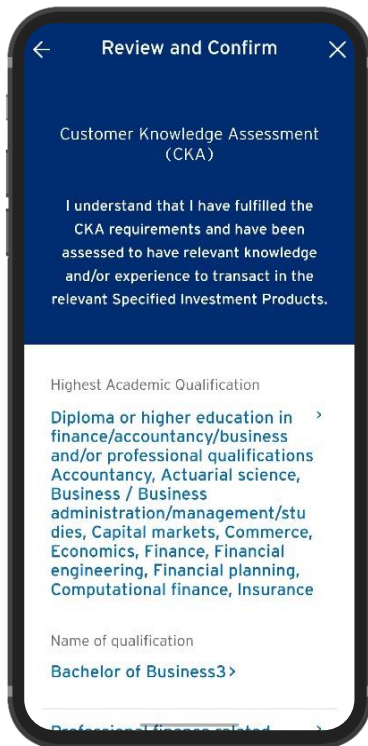 Review and Confirm
Customer Knowledge Assessment
(CKA)
I understand that I have fulfilled the
CKA requirements and have been
assessed to have relevant knowledge
and/or experience to transact in the
relevant Specified Investment Products.
Highest Academic Qualification
Diploma or higher education in
finance/accountancy/business
and/or professional qualifications
Accountancy, Actuarial science,
Business / Business
administration/management/stu
dies, Capital markets, Commerce,
Economics, Finance, Financial
engineering, Financial planning,
Computational finance, Insurance
Name of qualification
Bachelor of Business3>
Professional finance related